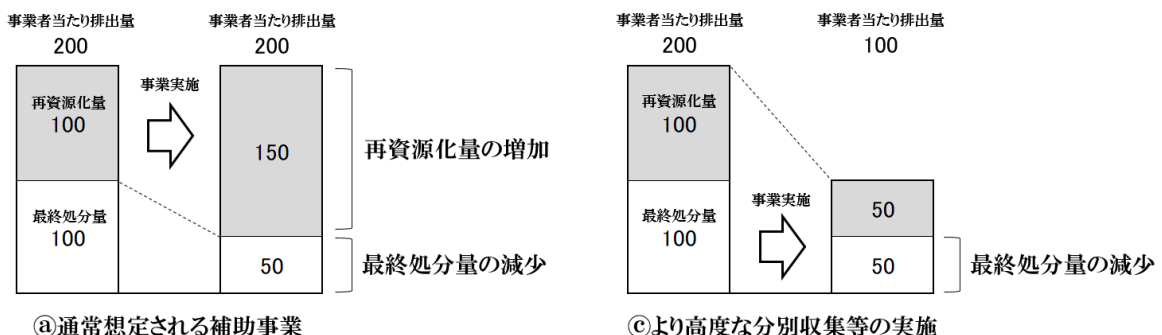 事業者当たり排出量
200
事業者当たり排出量
200
再資源化量
100
最終処分量
100
事業実施
150
50
再資源化量の増加
最終処分量の減少
ⓐ通常想定される補助事業
事業者当たり排出量
200
事業者当たり排出量
100
再資源化量
100
最終処分量
100
事業実施
50
50
最終処分量の減少
ⓒより高度な分別収集等の実施